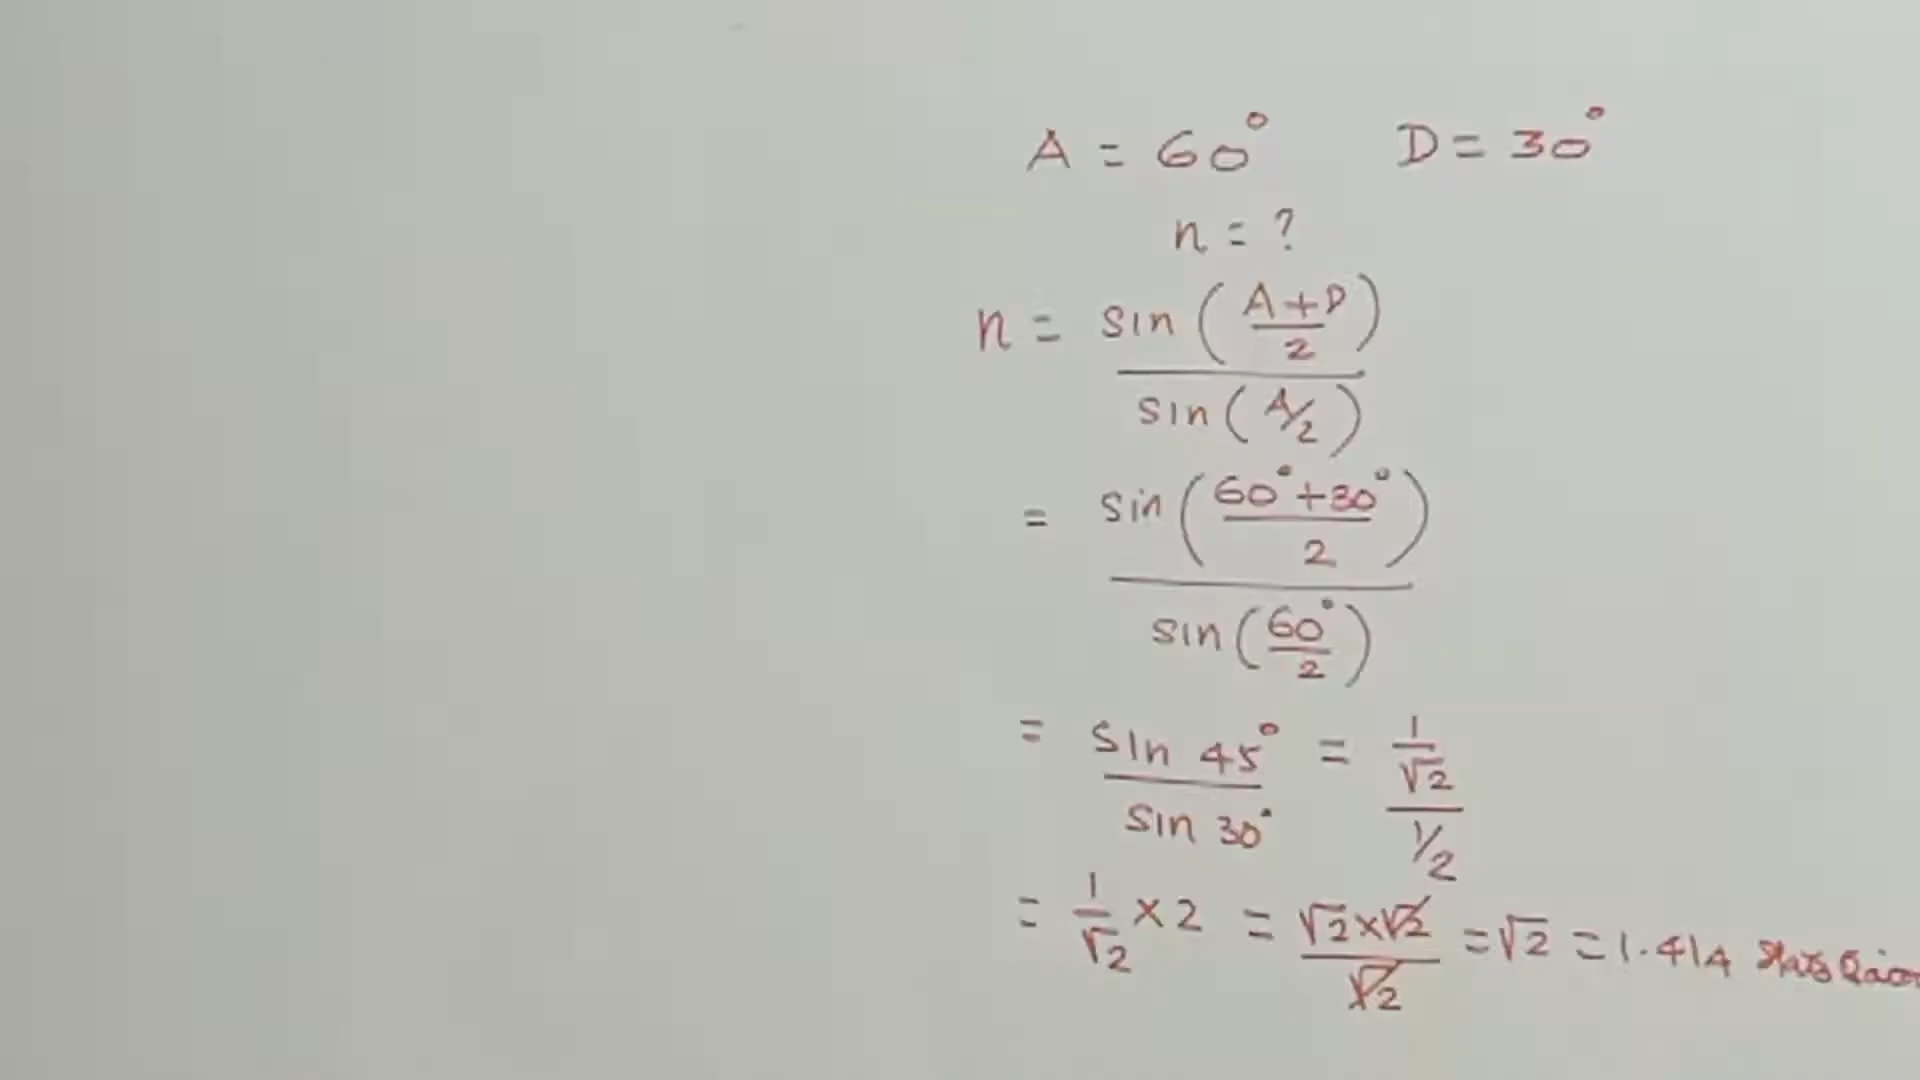 A = 60° D = 30°
n = ?
n = sin ( (A+D)/2 ) / sin ( A/2 )
= sin ( (60°+30°)/2 ) / sin ( 60°/2 )
= sin 45° / sin 30° = (1/√2) / (1/2)
= 1/√2 × 2 = (√2×√2)/√2 = √2 = 1.414